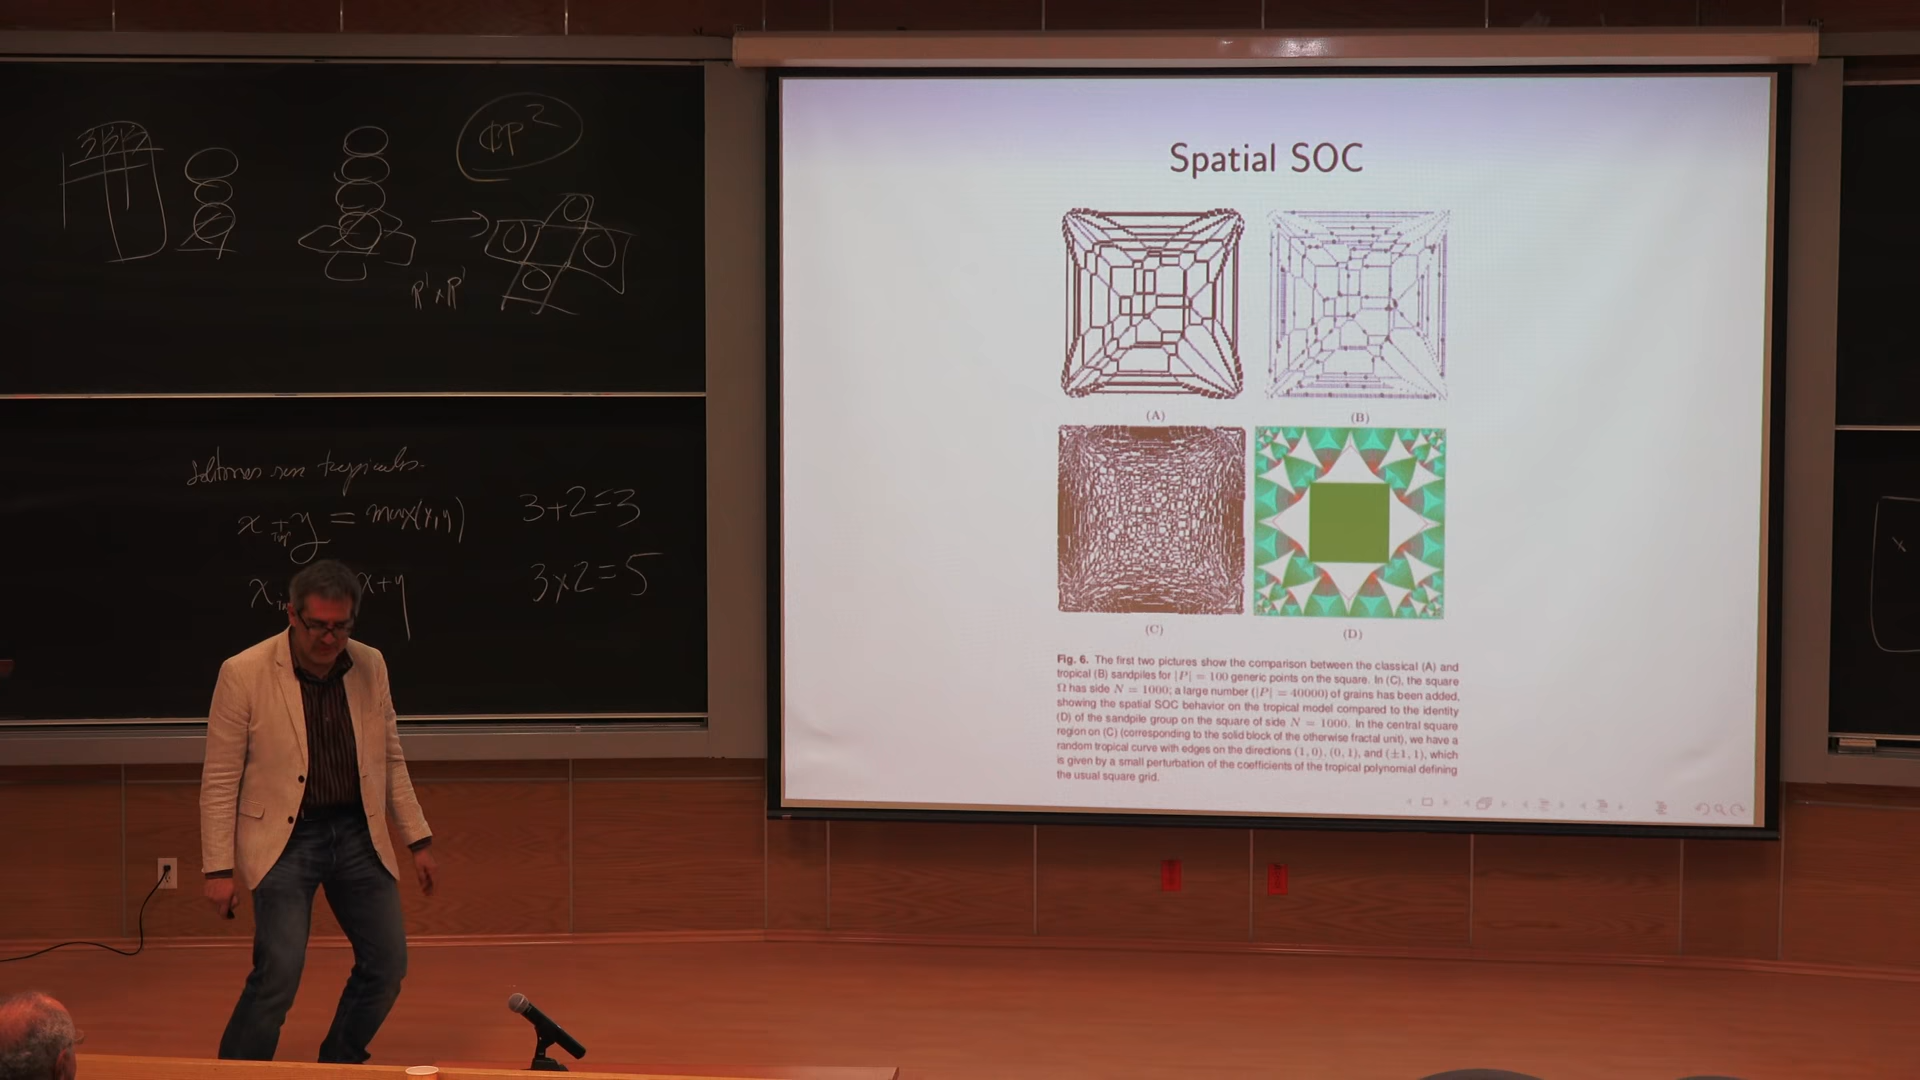 CP²
R¹×R¹
x + y = max(x,y)
Trop
3+2=3
x+y
3×2=5
Spatial SOC
(A)
(B)
(C)
(D)
Fig. 6. The first two pictures show the comparison between the classical (A) and
tropical (B) sandpiles for |P| = 100 generic points on the square. In (C), the square
Ω has side N = 1000; a large number (|P| = 40000) of grains has been added,
showing the spatial SOC behavior on the tropical model compared to the identity
(D) of the sandpile group on the square of side N = 1000. In the central square
region on (C) (corresponding to the solid block of the otherwise fractal unit), we have a
random tropical curve with edges on the directions (1, 0), (0, 1), and (±1, 1), which
is given by a small perturbation of the coefficients of the tropical polynomial defining
the usual square grid.
x